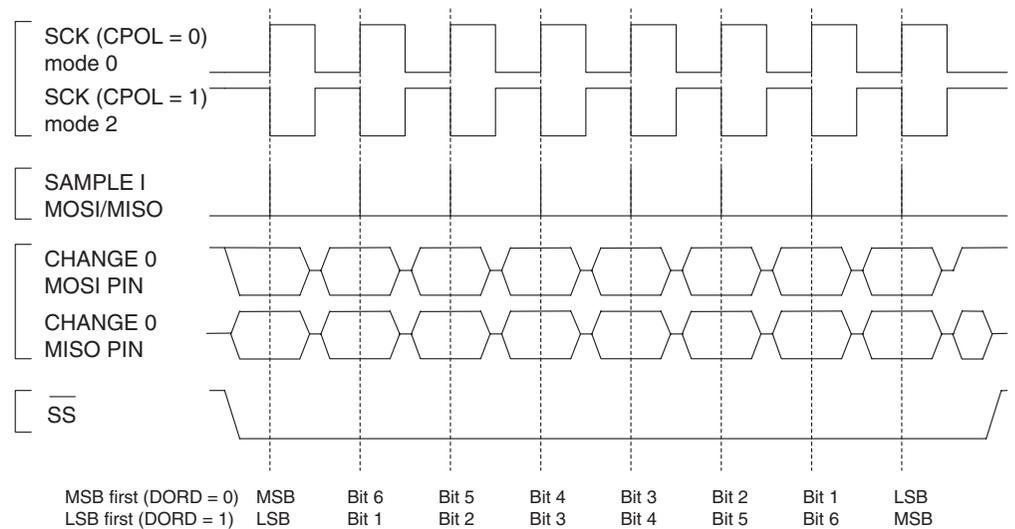 SCK (CPOL = 0)
mode 0
SCK (CPOL = 1)
mode 2
SAMPLE I
MOSI/MISO
CHANGE 0
MOSI PIN
CHANGE 0
MISO PIN
SS
MSB first (DORD = 0) MSB Bit 6 Bit 5 Bit 4 Bit 3 Bit 2 Bit 1 LSB
LSB first (DORD = 1) LSB Bit 1 Bit 2 Bit 3 Bit 4 Bit 5 Bit 6 MSB